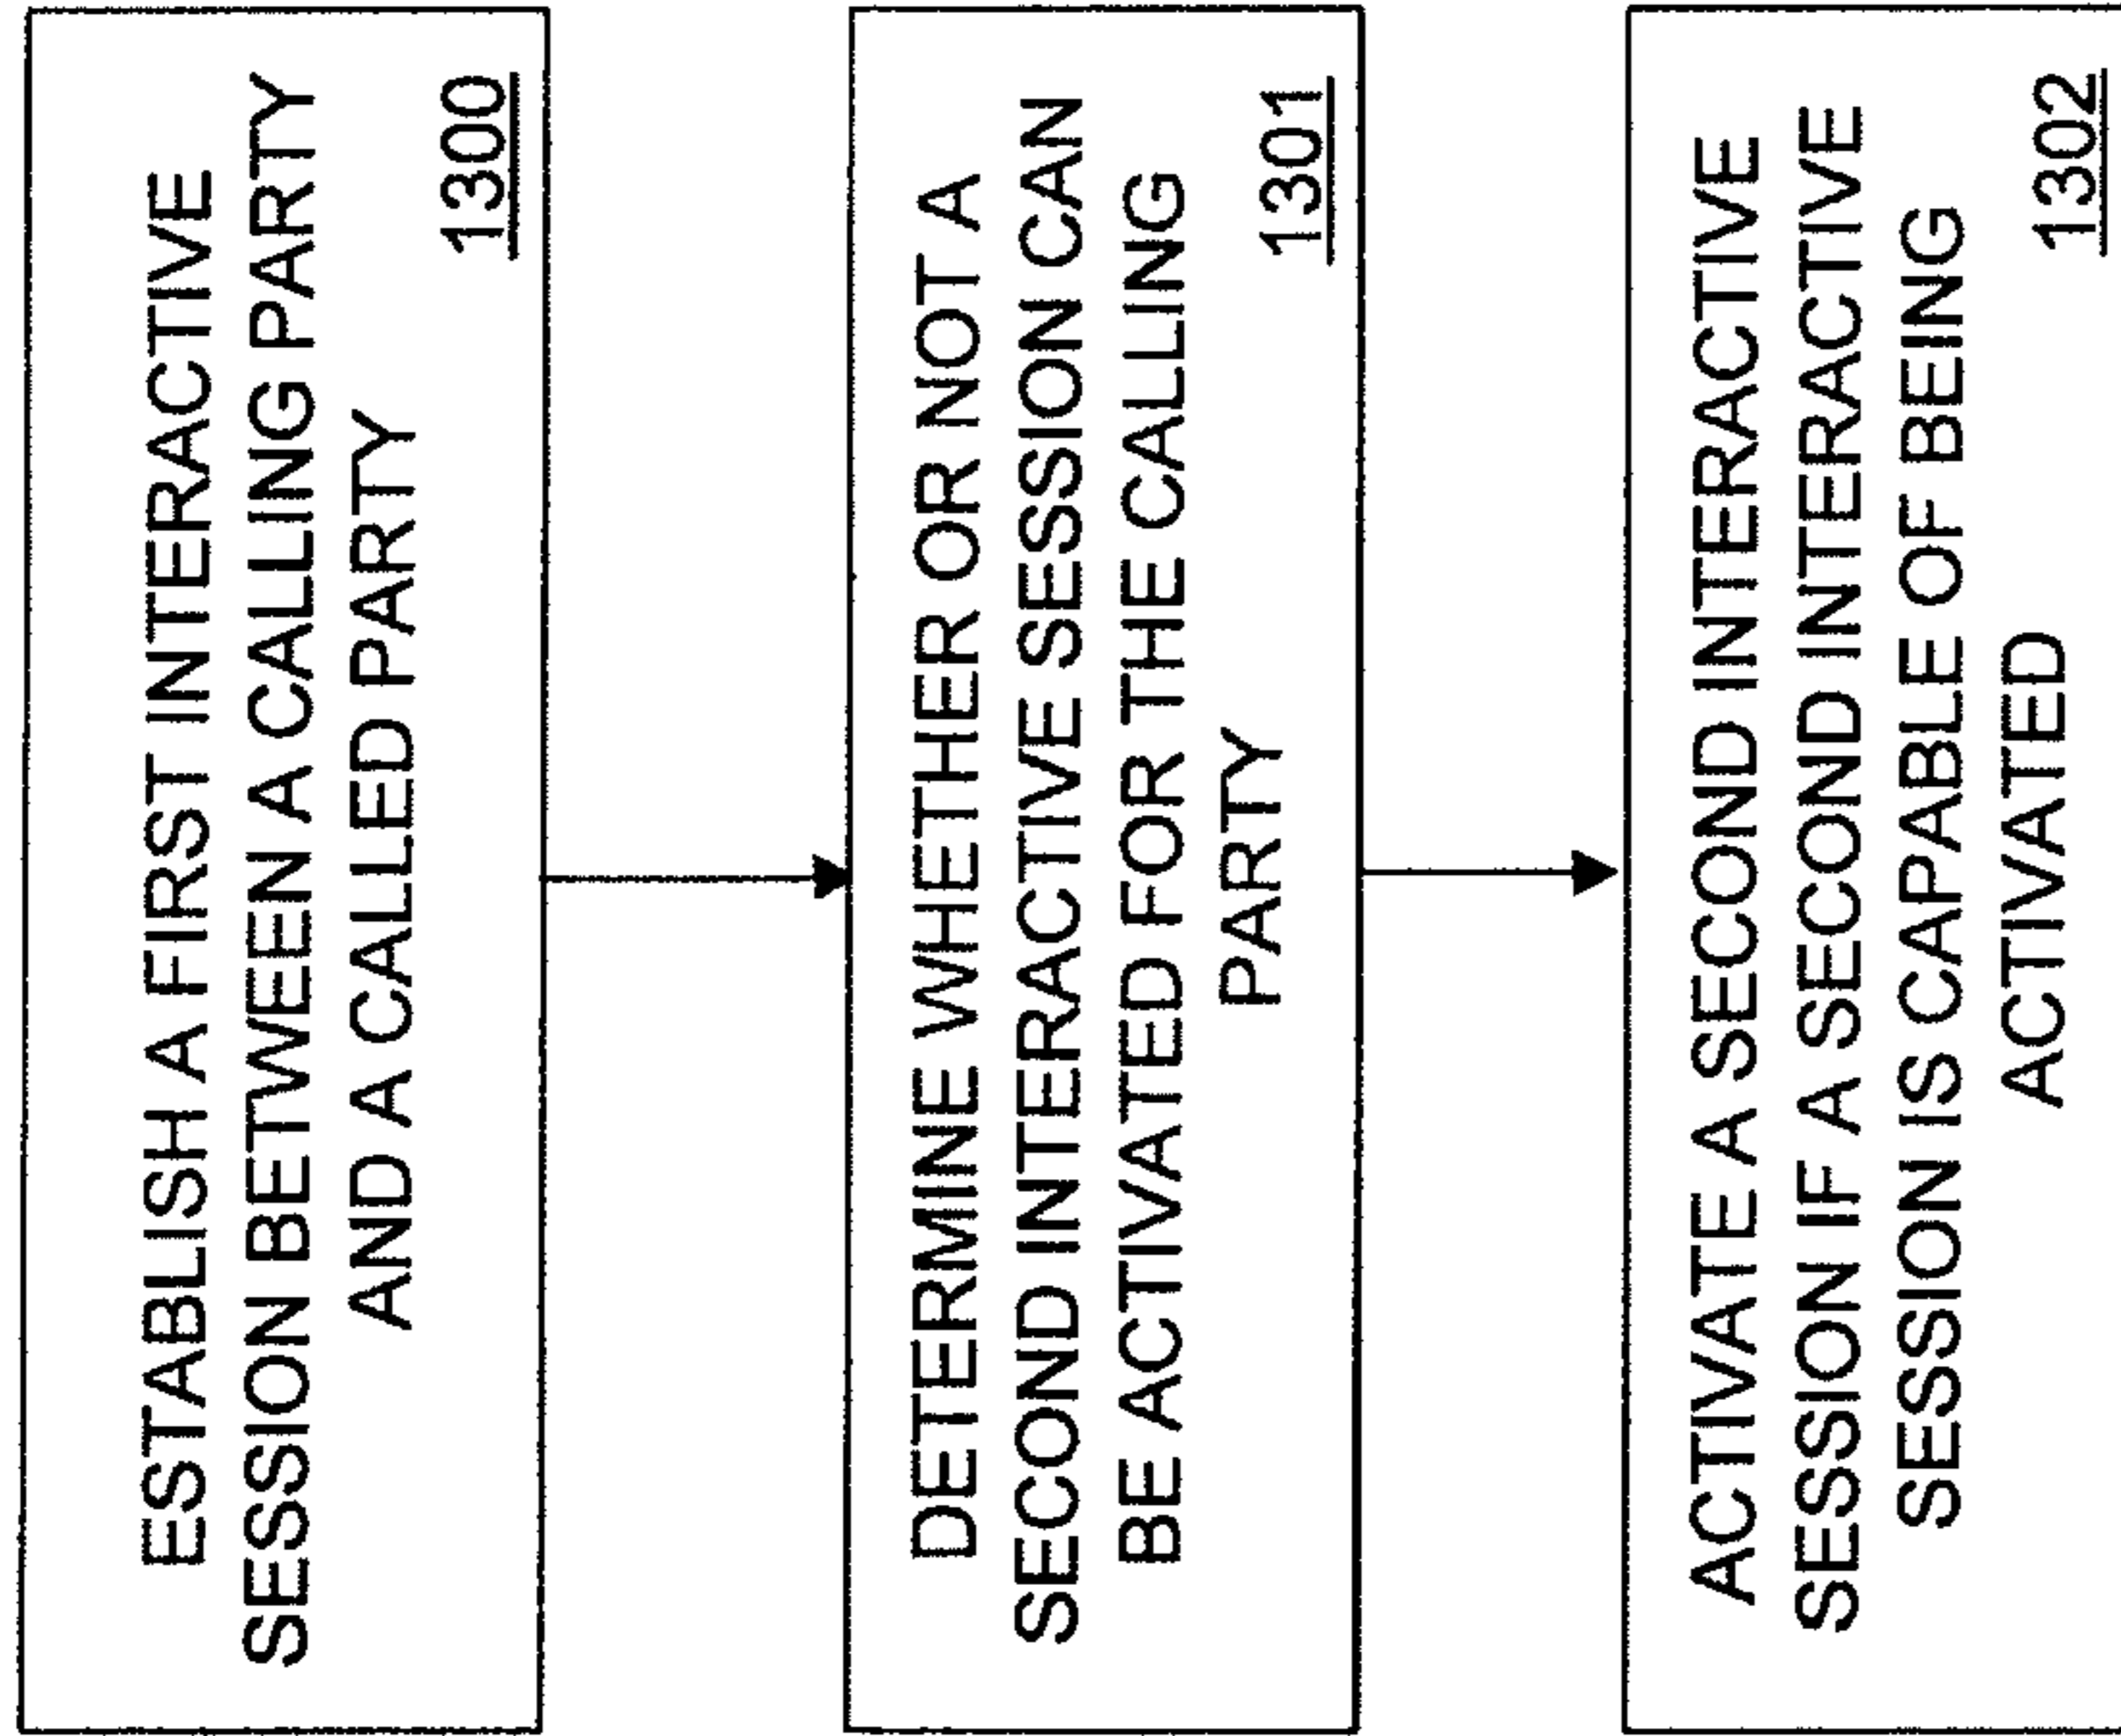 ESTABLISH A FIRST INTERACTIVE
SESSION BETWEEN A CALLING PARTY
AND A CALLED PARTY
1300
DETERMINE WHETHER OR NOT A
SECOND INTERACTIVE SESSION CAN
BE ACTIVATED FOR THE CALLING
PARTY
1301
ACTIVATE A SECOND INTERACTIVE
SESSION IF A SECOND INTERACTIVE
SESSION IS CAPABLE OF BEING
ACTIVATED
1302